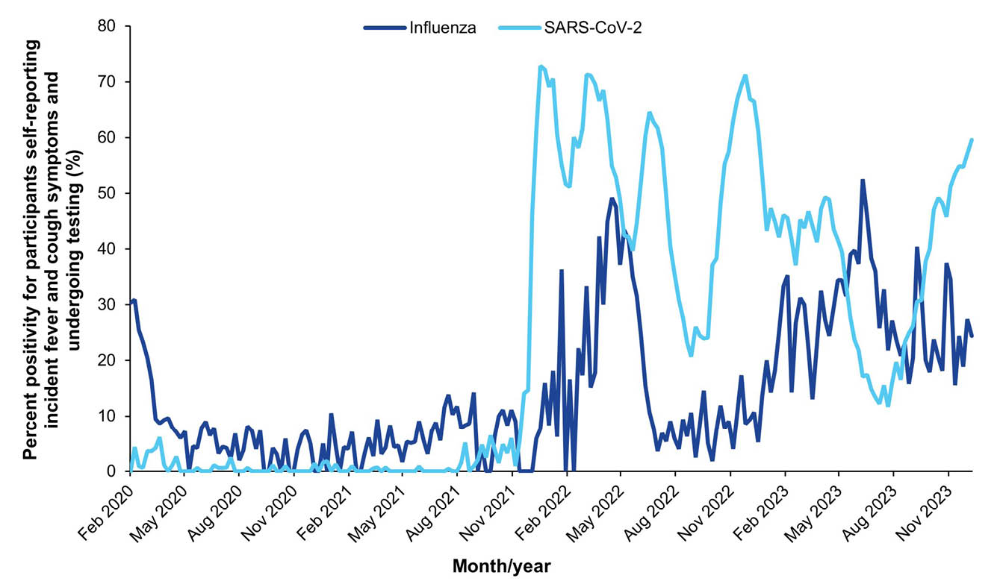 Influenza
SARS-CoV-2
Percent positivity for participants self-reporting
incident fever and cough symptoms and
undergoing testing (%)
80
70
60
50
40
30
20
10
0
Feb 2020
May 2020
Aug 2020
Nov 2020
Feb 2021
May 2021
Aug 2021
Nov 2021
Feb 2022
May 2022
Aug 2022
Nov 2022
Feb 2023
May 2023
Aug 2023
Nov 2023
Month/year